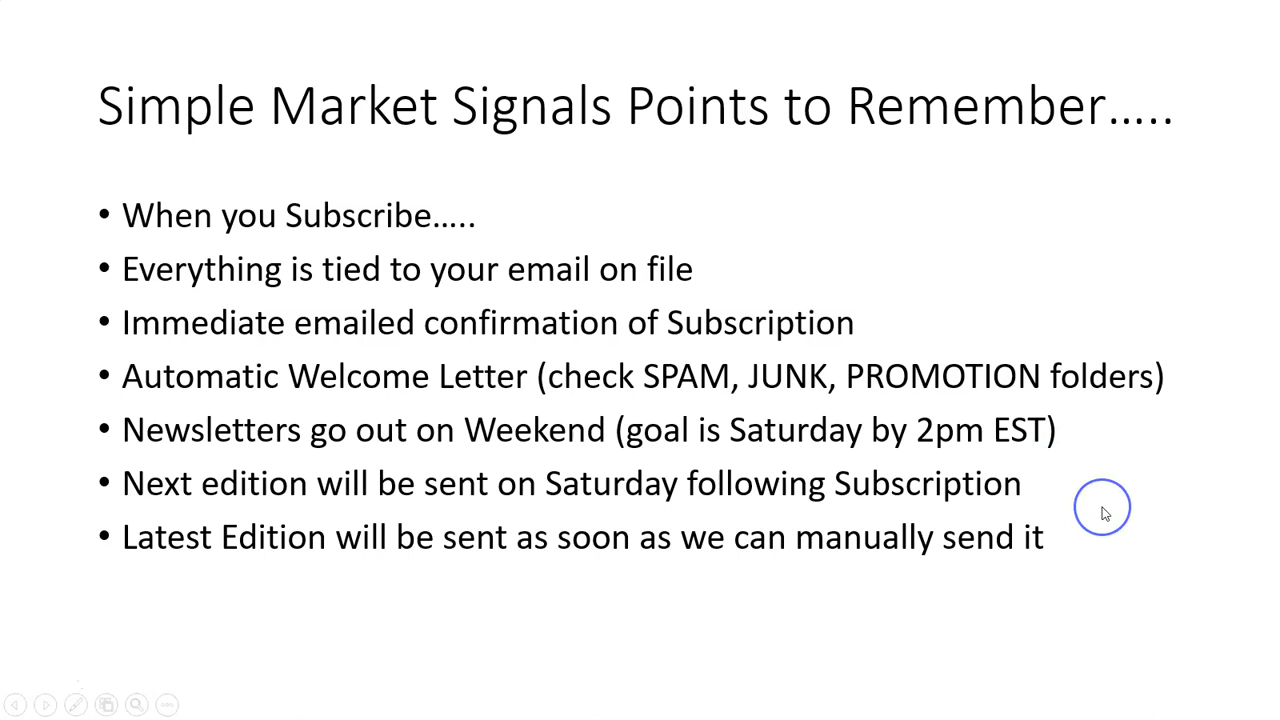 Simple Market Signals Points to Remember…..
• When you Subscribe…..
• Everything is tied to your email on file
• Immediate emailed confirmation of Subscription
• Automatic Welcome Letter (check SPAM, JUNK, PROMOTION folders)
• Newsletters go out on Weekend (goal is Saturday by 2pm EST)
• Next edition will be sent on Saturday following Subscription
• Latest Edition will be sent as soon as we can manually send it